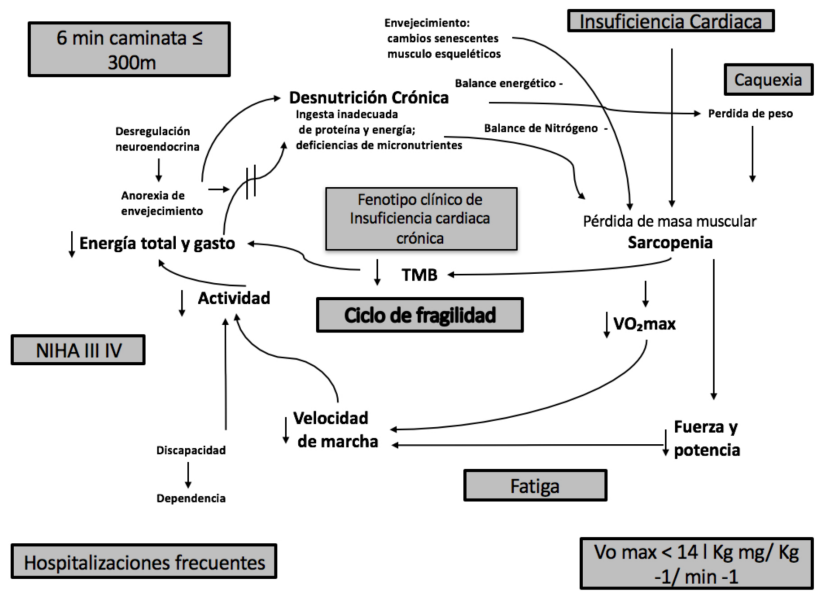 Envejecimiento:
cambios senescentes
musculo esqueléticos
Insuficiencia Cardiaca
6 min caminata ≤
300m
Caquexia
Balance energético -
Desnutrición Crónica
Ingesta inadecuada
de proteína y energía;
deficiencias de micronutrientes
Perdida de peso
Balance de Nitrógeno -
Desregulación
neuroendocrina
Anorexia de
envejecimiento
Fenotipo clínico de
Insuficiencia cardiaca
crónica
Pérdida de masa muscular
Sarcopenia
Energía total y gasto
TMB
Actividad
Ciclo de fragilidad
VO₂max
NIHA III IV
Velocidad
de marcha
Fuerza y
potencia
Discapacidad
Dependencia
Fatiga
Hospitalizaciones frecuentes
Vo max < 14 l Kg mg/ Kg
-1/ min -1